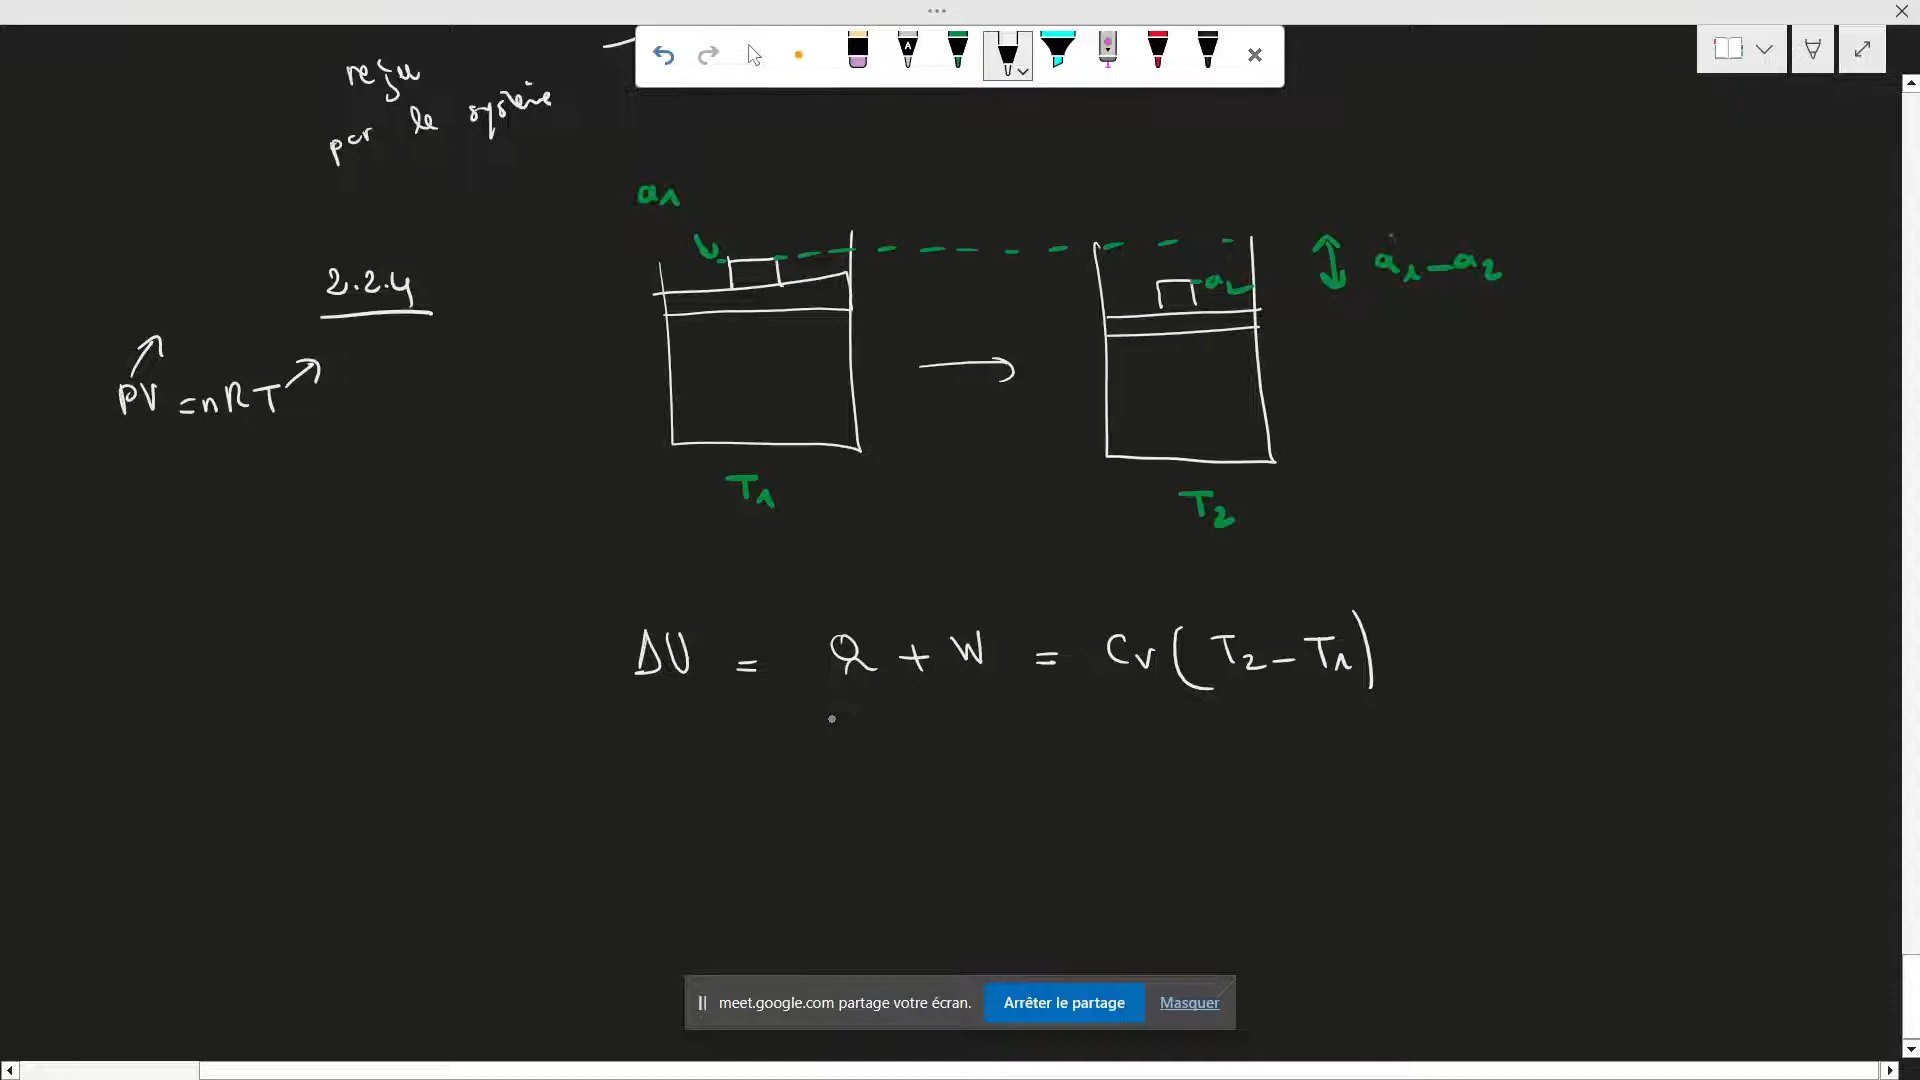 reçu
par le système
a1
a1-a2
a2
2.2.4
PV=nRT
T1
T2
ΔU = Q + W = Cv(T2-T1)
meet.google.com partage votre écran.
Arrêter le partage
Masquer